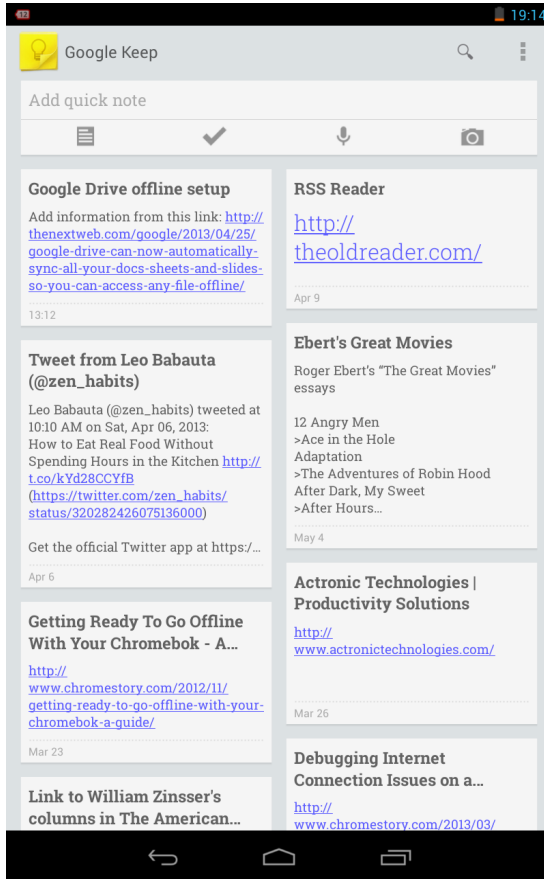 12
19:14
Google Keep
Add quick note
Google Drive offline setup
Add information from this link: http://
thenextweb.com/google/2013/04/25/
google-drive-can-now-automatically-
sync-all-your-docs-sheets-and-slides-
so-you-can-access-any-file-offline/
13:12
Tweet from Leo Babauta
(@zen_habits)
Leo Babauta (@zen_habits) tweeted at
10:10 AM on Sat, Apr 06, 2013:
How to Eat Real Food Without
Spending Hours in the Kitchen http://
t.co/kYd28CCYfB
(https://twitter.com/zen_habits/
status/320282426075136000)
Get the official Twitter app at https:/...
Apr 6
Getting Ready To Go Offline
With Your Chromebok - A...
http://
www.chromestory.com/2012/11/
getting-ready-to-go-offline-with-your-
chromebok-a-guide/
Mar 23
Link to William Zinsser's
columns in The American...
RSS Reader
http://
theoldreader.com/
Apr 9
Ebert's Great Movies
Roger Ebert's “The Great Movies”
essays
12 Angry Men
>Ace in the Hole
Adaptation
>The Adventures of Robin Hood
After Dark, My Sweet
>After Hours...
May 4
Actronic Technologies |
Productivity Solutions
http://
www.actronictechnologies.com/
Mar 26
Debugging Internet
Connection Issues on a...
http://
www.chromestory.com/2013/03/